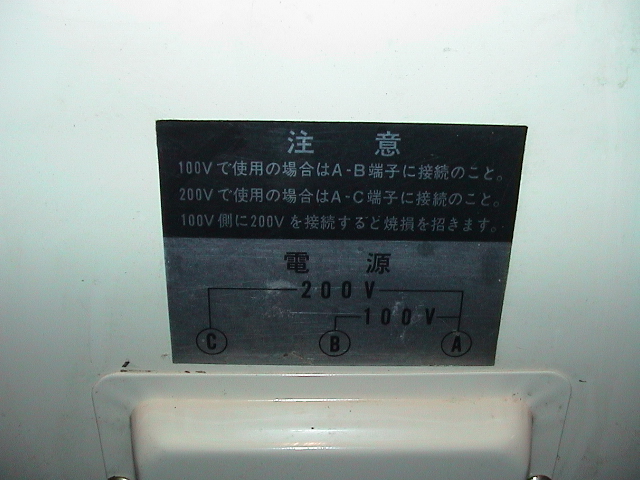 注意
100Vで使用の場合はA-B端子に接続のこと。
200Vで使用の場合はA-C端子に接続のこと。
100V側に200Vを接続すると焼損を招きます。
電源
200V
100V
C B A